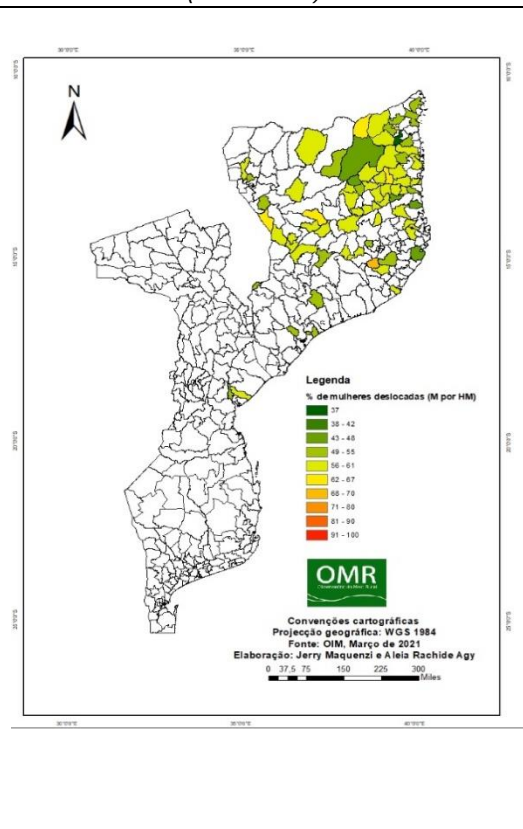 N
Legenda
% de mulheres deslocadas (M por HM)
37
38 - 42
43 - 48
49 - 55
56 - 61
62 - 67
68 - 70
71 - 80
81 - 90
91 - 100
OMR
Convenções cartográficas
Projecção geográfica: WGS 1984
Fonte: OIM, Março de 2021
Elaboração: Jerry Maquenzi e Aleia Rachide Agy
0 37,5 75 150 225 300
Miles